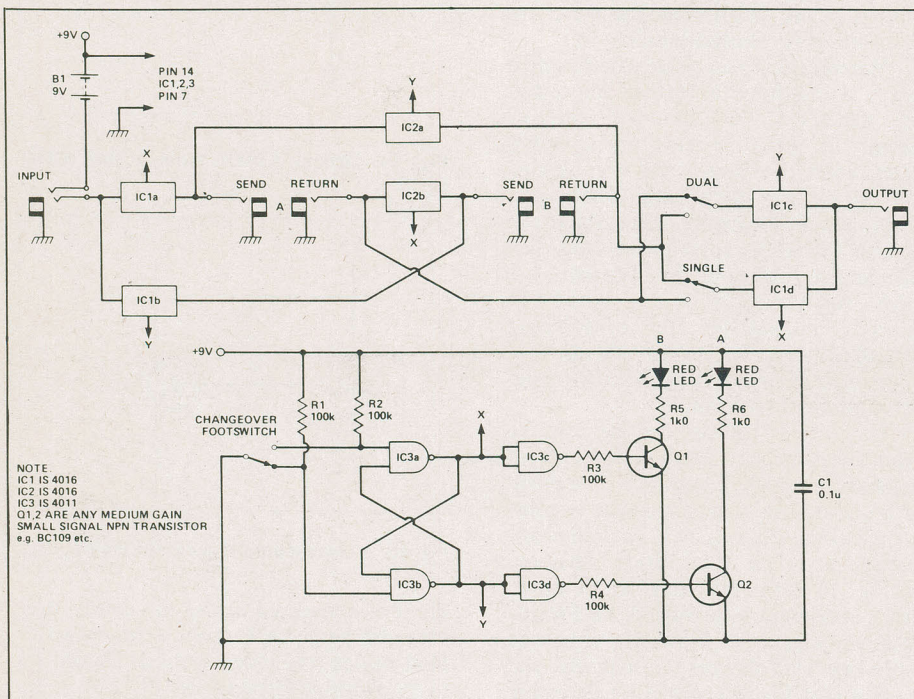 +9V
B1
9V
PIN 14
IC1,2,3
PIN 7
Y
IC2a
X
INPUT
IC1a
SEND
A
RETURN
IC2b
X
SEND
B
RETURN
DUAL
Y
IC1c
OUTPUT
IC1b
Y
SINGLE
IC1d
X
+9V
B
A
RED
LED
RED
LED
R1
100k
R2
100k
R5
1k0
R6
1k0
CHANGEOVER
FOOTSWITCH
X
IC3a
IC3c
R3
100k
Q1
C1
0.1u
NOTE.
IC1 IS 4016
IC2 IS 4016
IC3 IS 4011
Q1,2 ARE ANY MEDIUM GAIN
SMALL SIGNAL NPN TRANSISTOR
e.g. BC109 etc.
IC3b
IC3d
R4
100k
Q2
Y